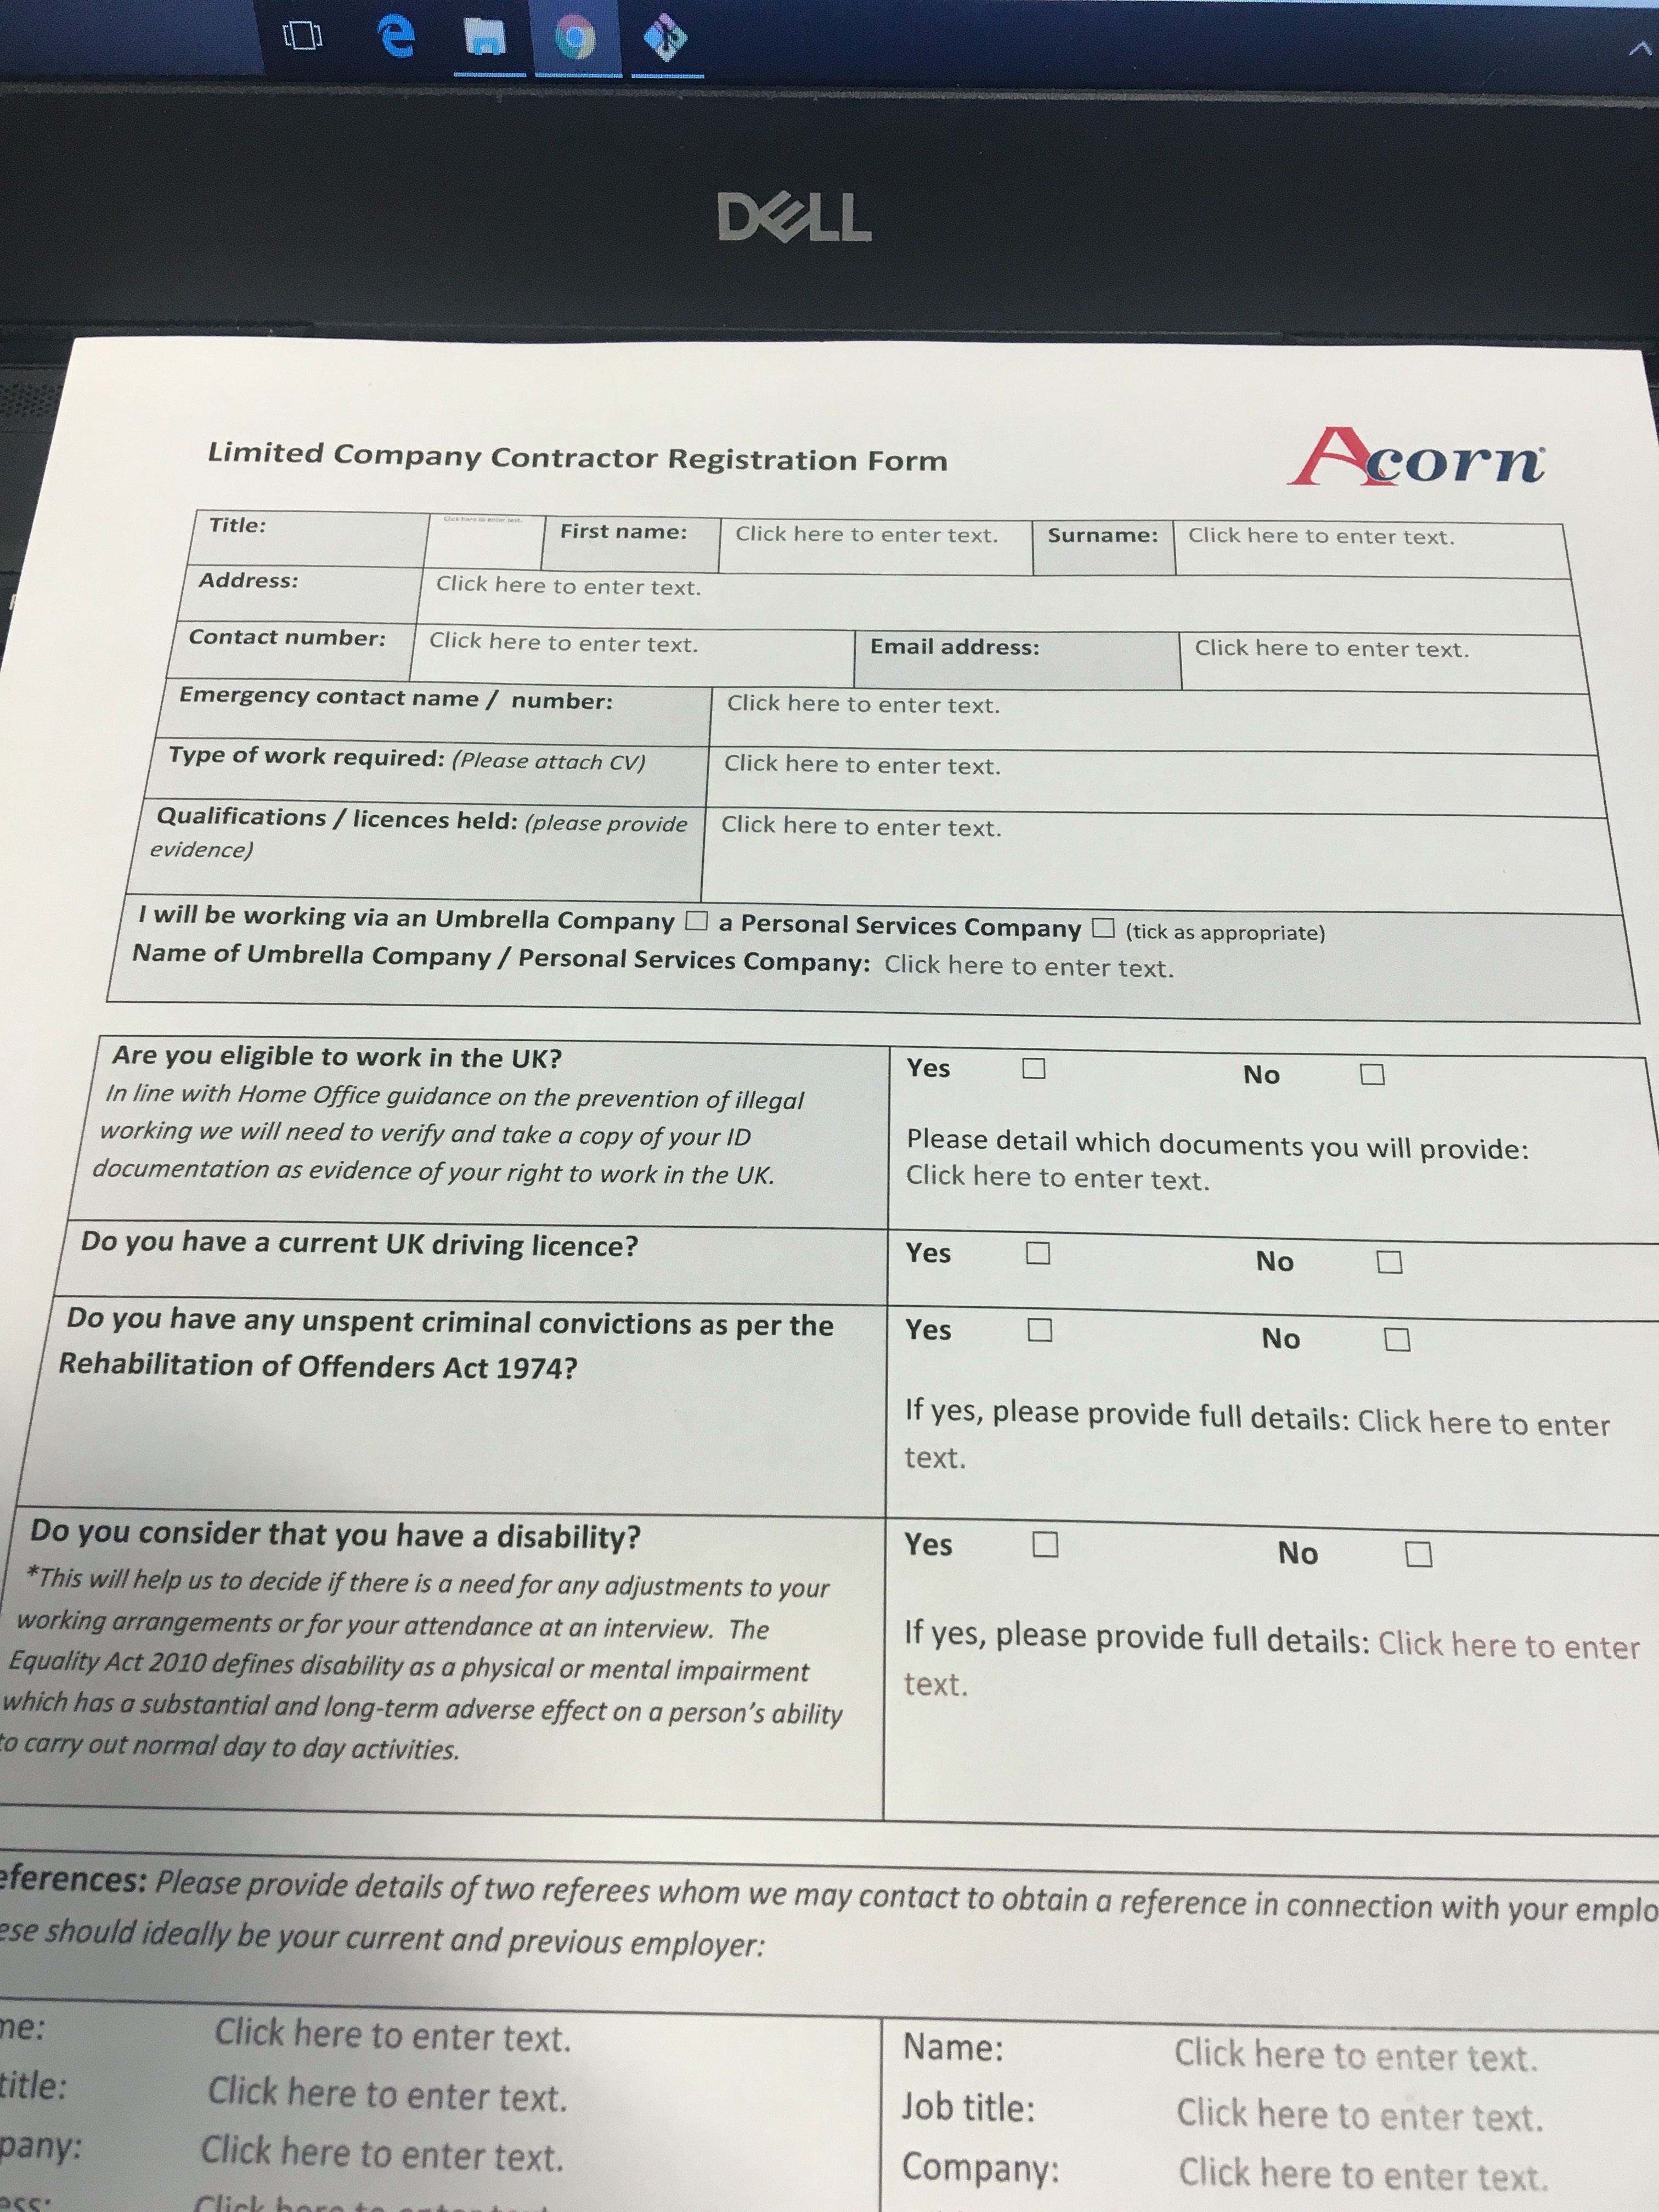 DELL
Limited Company Contractor Registration Form
Acorn
Title: Click here to enter text. First name: Click here to enter text. Surname: Click here to enter text.
Address: Click here to enter text.
Contact number: Click here to enter text. Email address: Click here to enter text.
Emergency contact name / number: Click here to enter text.
Type of work required: (Please attach CV) Click here to enter text.
Qualifications / licences held: (please provide Click here to enter text.
evidence)
I will be working via an Umbrella Company ☐ a Personal Services Company ☐ (tick as appropriate)
Name of Umbrella Company / Personal Services Company: Click here to enter text.
Are you eligible to work in the UK?
In line with Home Office guidance on the prevention of illegal
working we will need to verify and take a copy of your ID
documentation as evidence of your right to work in the UK.
Yes ☐ No ☐
Please detail which documents you will provide:
Click here to enter text.
Do you have a current UK driving licence?
Yes ☐ No ☐
Do you have any unspent criminal convictions as per the
Rehabilitation of Offenders Act 1974?
Yes ☐ No ☐
If yes, please provide full details: Click here to enter
text.
Do you consider that you have a disability?
*This will help us to decide if there is a need for any adjustments to your
working arrangements or for your attendance at an interview. The
Equality Act 2010 defines disability as a physical or mental impairment
which has a substantial and long-term adverse effect on a person's ability
to carry out normal day to day activities.
Yes ☐ No ☐
If yes, please provide full details: Click here to enter
text.
eferences: Please provide details of two referees whom we may contact to obtain a reference in connection with your emplo
ese should ideally be your current and previous employer:
me: Click here to enter text.
title: Click here to enter text.
pany: Click here to enter text.
ess: Click here to enter text.
Name: Click here to enter text.
Job title: Click here to enter text.
Company: Click here to enter text.